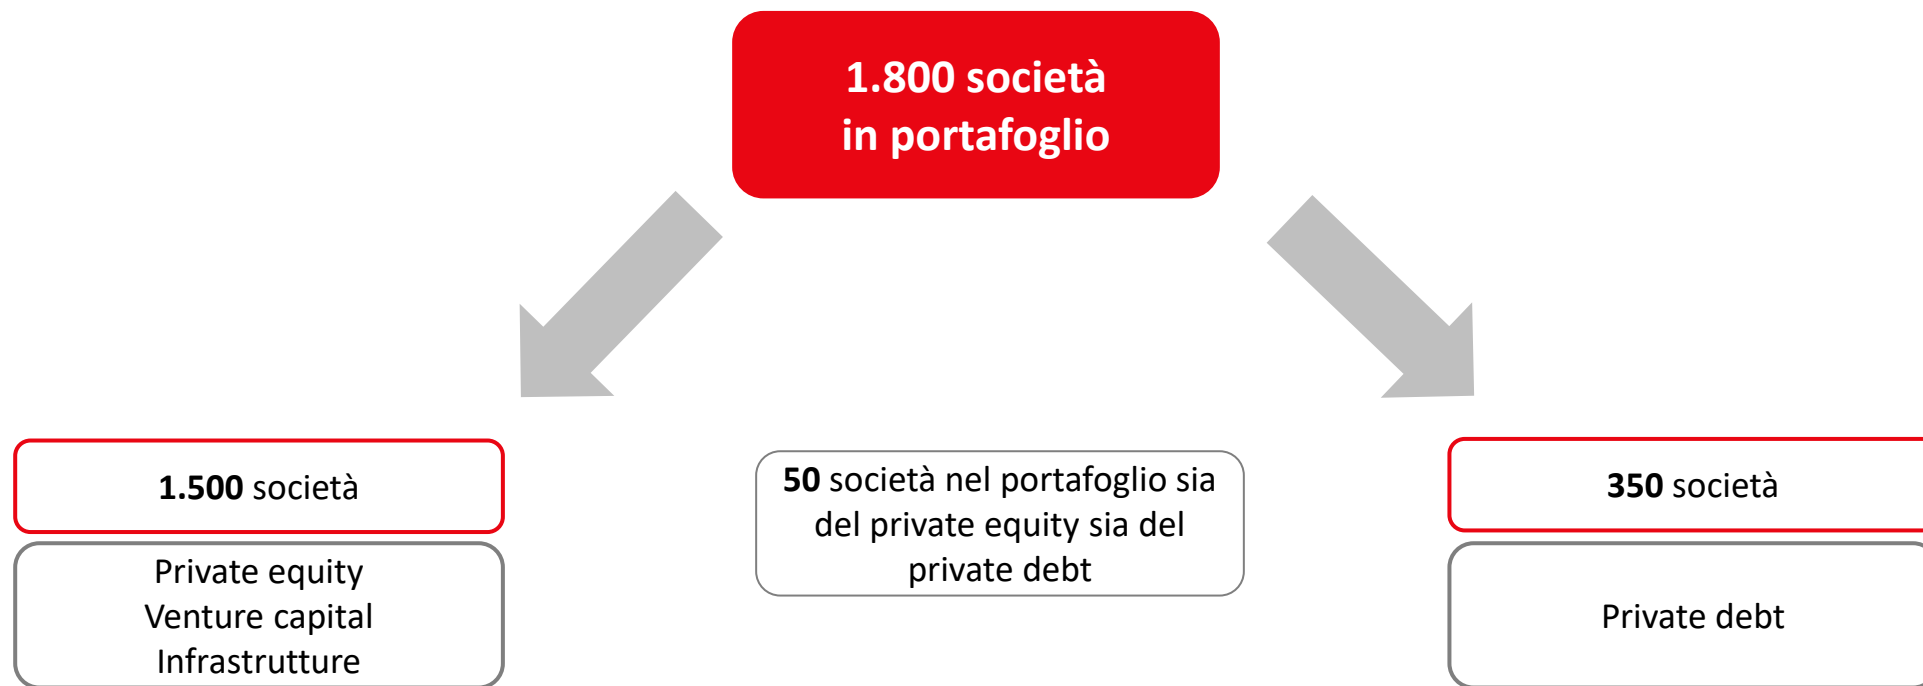 1.800 società
in portafoglio
1.500 società
Private equity
Venture capital
Infrastrutture
50 società nel portafoglio sia
del private equity sia del
private debt
350 società
Private debt